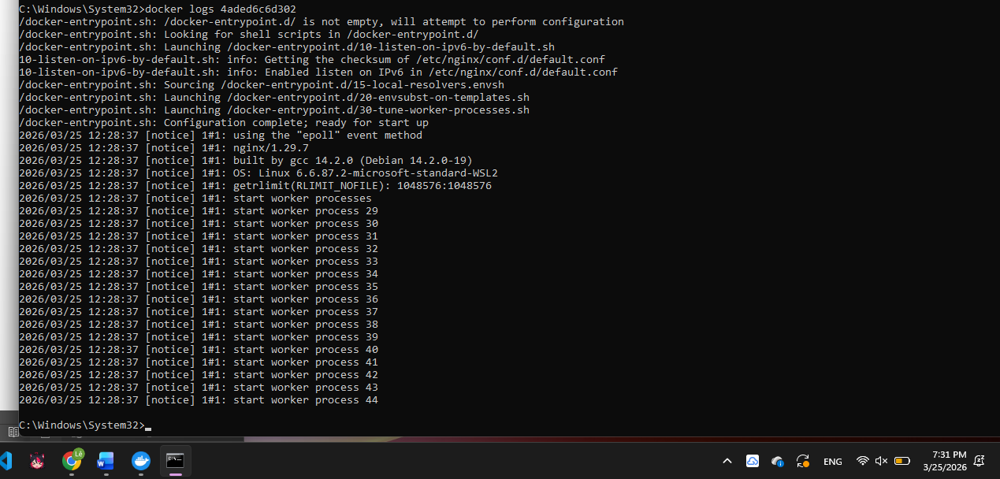 C:\Windows\System32>docker logs 4aded6c6d302
/docker-entrypoint.sh: /docker-entrypoint.d/ is not empty, will attempt to perform configuration
/docker-entrypoint.sh: Looking for shell scripts in /docker-entrypoint.d/
/docker-entrypoint.sh: Launching /docker-entrypoint.d/10-listen-on-ipv6-by-default.sh
10-listen-on-ipv6-by-default.sh: info: Getting the checksum of /etc/nginx/conf.d/default.conf
10-listen-on-ipv6-by-default.sh: info: Enabled listen on IPv6 in /etc/nginx/conf.d/default.conf
/docker-entrypoint.sh: Sourcing /docker-entrypoint.d/15-local-resolvers.envsh
/docker-entrypoint.sh: Launching /docker-entrypoint.d/20-envsubst-on-templates.sh
/docker-entrypoint.sh: Launching /docker-entrypoint.d/30-tune-worker-processes.sh
/docker-entrypoint.sh: Configuration complete; ready for start up
2026/03/25 12:28:37 [notice] 1#1: using the "epoll" event method
2026/03/25 12:28:37 [notice] 1#1: nginx/1.29.7
2026/03/25 12:28:37 [notice] 1#1: built by gcc 14.2.0 (Debian 14.2.0-19)
2026/03/25 12:28:37 [notice] 1#1: OS: Linux 6.6.87.2-microsoft-standard-WSL2
2026/03/25 12:28:37 [notice] 1#1: getrlimit(RLIMIT_NOFILE): 1048576:1048576
2026/03/25 12:28:37 [notice] 1#1: start worker processes
2026/03/25 12:28:37 [notice] 1#1: start worker process 29
2026/03/25 12:28:37 [notice] 1#1: start worker process 30
2026/03/25 12:28:37 [notice] 1#1: start worker process 31
2026/03/25 12:28:37 [notice] 1#1: start worker process 32
2026/03/25 12:28:37 [notice] 1#1: start worker process 33
2026/03/25 12:28:37 [notice] 1#1: start worker process 34
2026/03/25 12:28:37 [notice] 1#1: start worker process 35
2026/03/25 12:28:37 [notice] 1#1: start worker process 36
2026/03/25 12:28:37 [notice] 1#1: start worker process 37
2026/03/25 12:28:37 [notice] 1#1: start worker process 38
2026/03/25 12:28:37 [notice] 1#1: start worker process 39
2026/03/25 12:28:37 [notice] 1#1: start worker process 40
2026/03/25 12:28:37 [notice] 1#1: start worker process 41
2026/03/25 12:28:37 [notice] 1#1: start worker process 42
2026/03/25 12:28:37 [notice] 1#1: start worker process 43
2026/03/25 12:28:37 [notice] 1#1: start worker process 44
C:\Windows\System32>
Lê
W
ENG
7:31 PM
3/25/2026